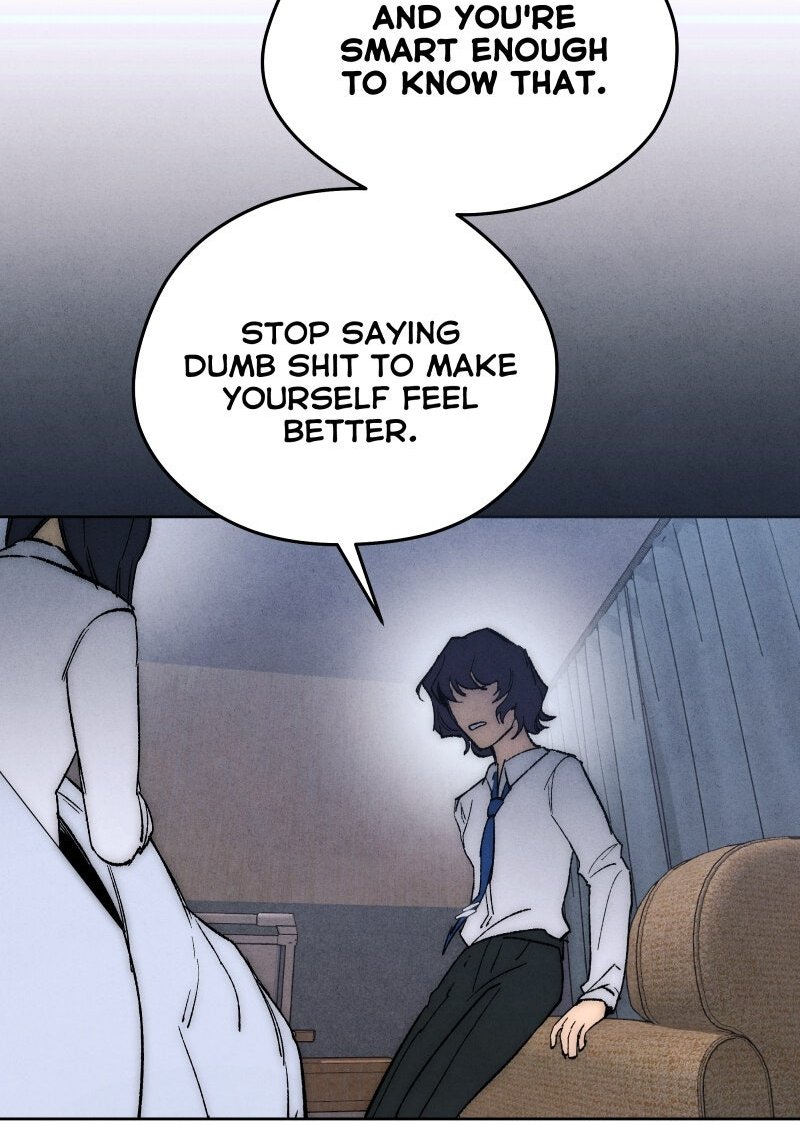 AND YOU'RE
SMART ENOUGH
TO KNOW THAT.
STOP SAYING
DUMB SHIT TO MAKE
YOURSELF FEEL
BETTER.